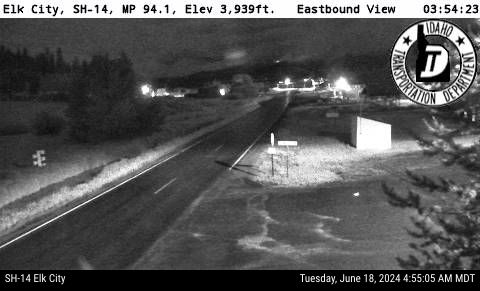 Elk City, SH-14, MP 94.1, Elev 3,939ft. Eastbound View 03:54:23
IDAHO
TRANSPORTATION DEPARTMENT
SH-14 Elk City Tuesday, June 18, 2024 4:55:05 AM MDT